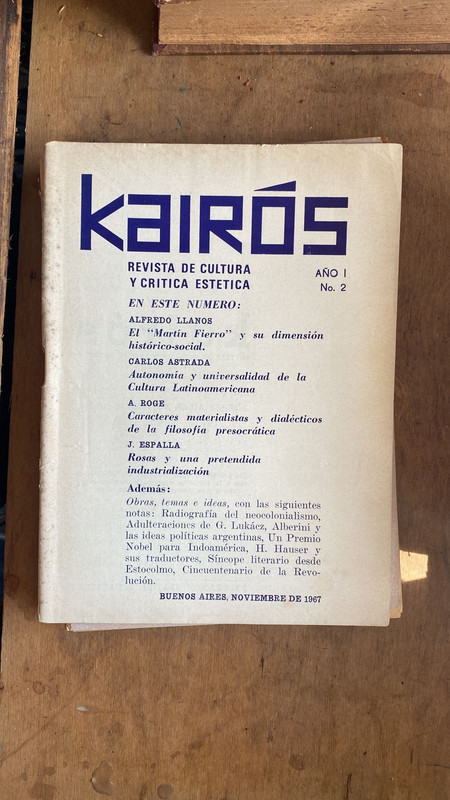 kaIRÓS
REVISTA DE CULTURA
Y CRITICA ESTETICA
AÑO I
No. 2
EN ESTE NUMERO:
ALFREDO LLANOS
El "Martín Fierro" y su dimensión
histórico-social.
CARLOS ASTRADA
Autonomía y universalidad de la
Cultura Latinoamericana
A. ROGE
Caracteres materialistas y dialécticos
de la filosofía presocrática
J. ESPALLA
Rosas y una pretendida
industrialización
Además:
Obras, temas e ideas, con las siguientes
notas: Radiografía del neocolonialismo,
Adulteraciones de G. Lukácz, Alberini y
las ideas políticas argentinas, Un Premio
Nobel para Indoamérica, H. Hauser y
sus traductores, Síncope literario desde
Estocolmo, Cincuentenario de la Revo-
lución.
BUENOS AIRES, NOVIEMBRE DE 1967